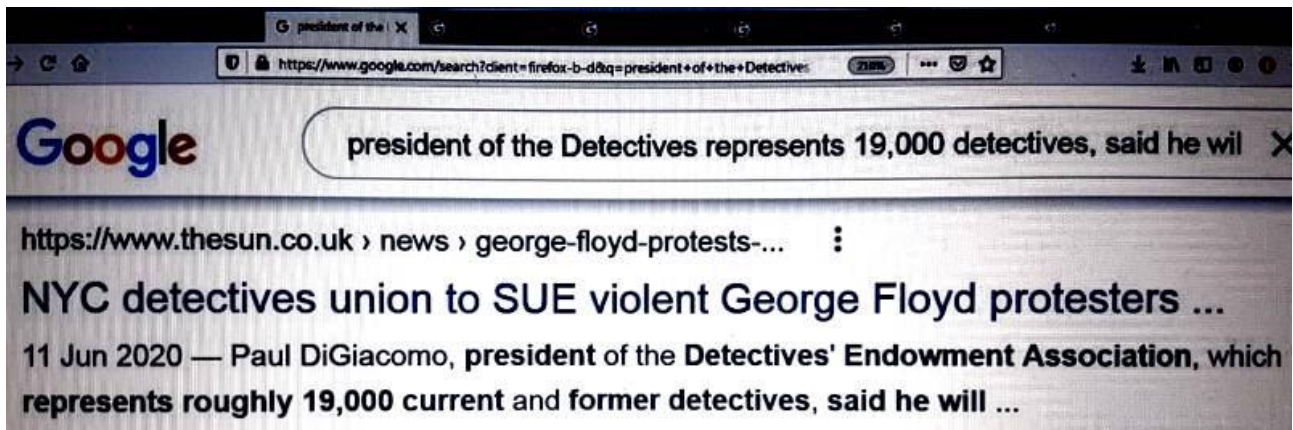 G president of the
https://www.google.com/search?client=firefox-b-d&q=president+of+the+Detectives
Google
president of the Detectives represents 19,000 detectives, said he wil
https://www.thesun.co.uk › news › george-floyd-protests-...
NYC detectives union to SUE violent George Floyd protesters ...
11 Jun 2020 — Paul DiGiacomo, president of the Detectives' Endowment Association, which
represents roughly 19,000 current and former detectives, said he will ...